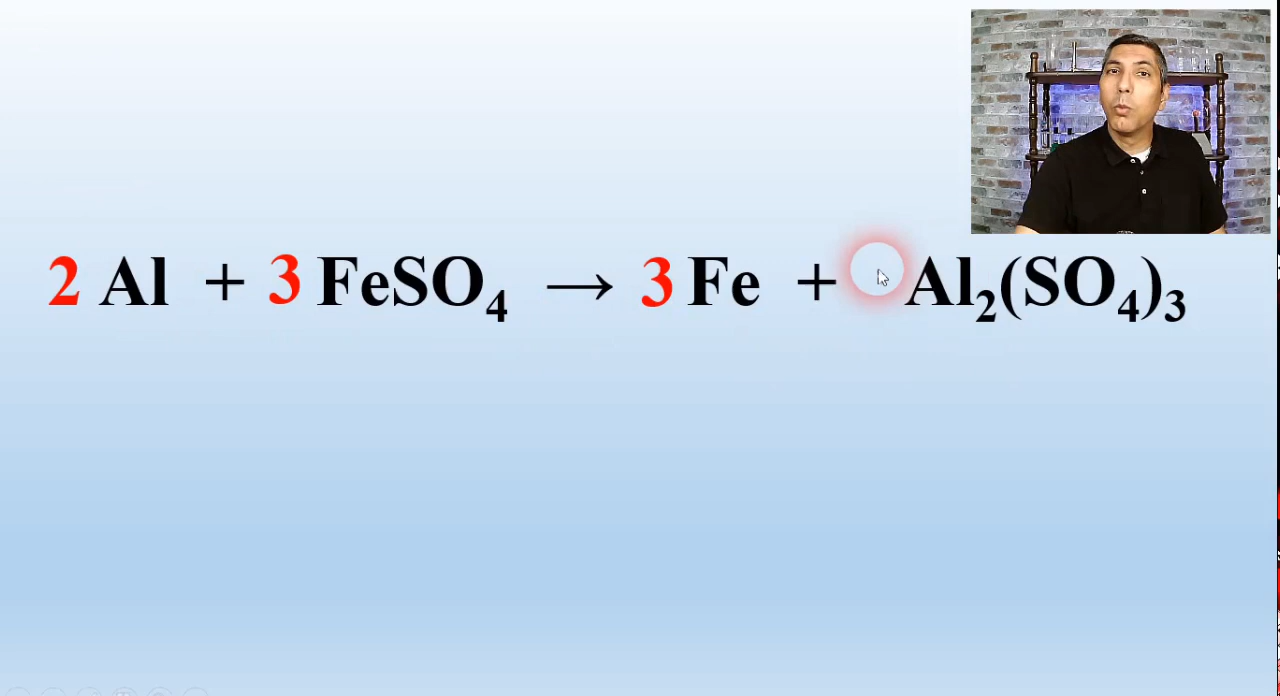 2 Al + 3 FeSO₄ → 3 Fe + Al₂(SO₄)₃